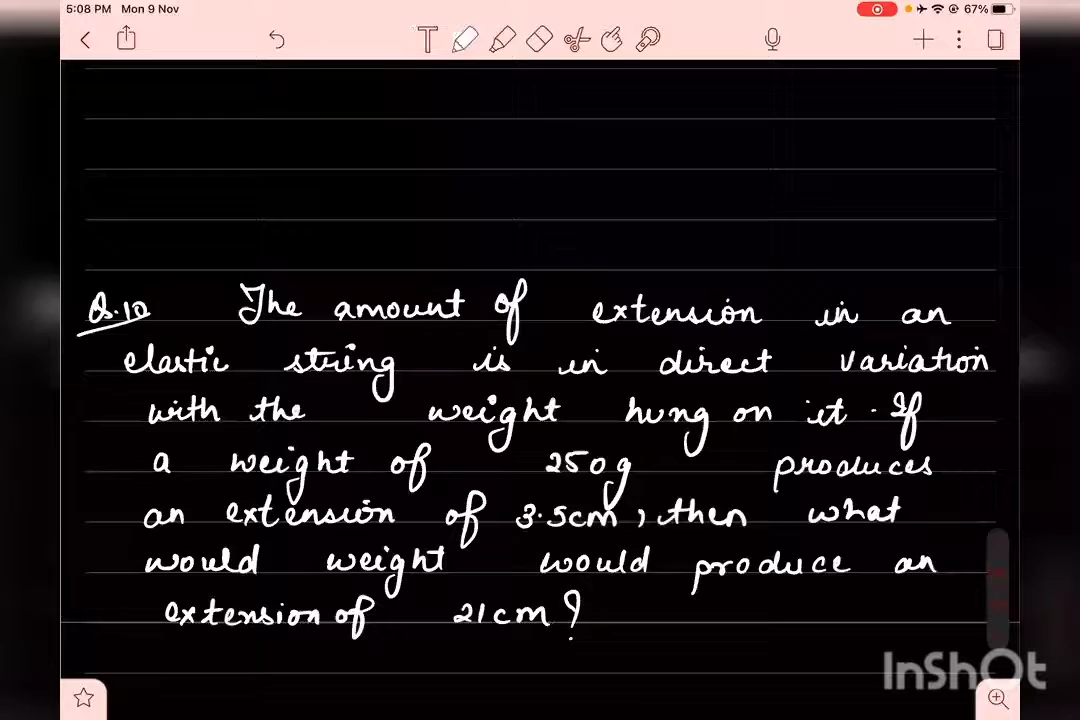 5:08 PM Mon 9 Nov
67%
Q.10 The amount of extension in an
elastic string is in direct variation
with the weight hung on it. If
a weight of 250g produces
an extension of 3.5cm, then what
would weight would produce an
extension of 21cm?
InShOt